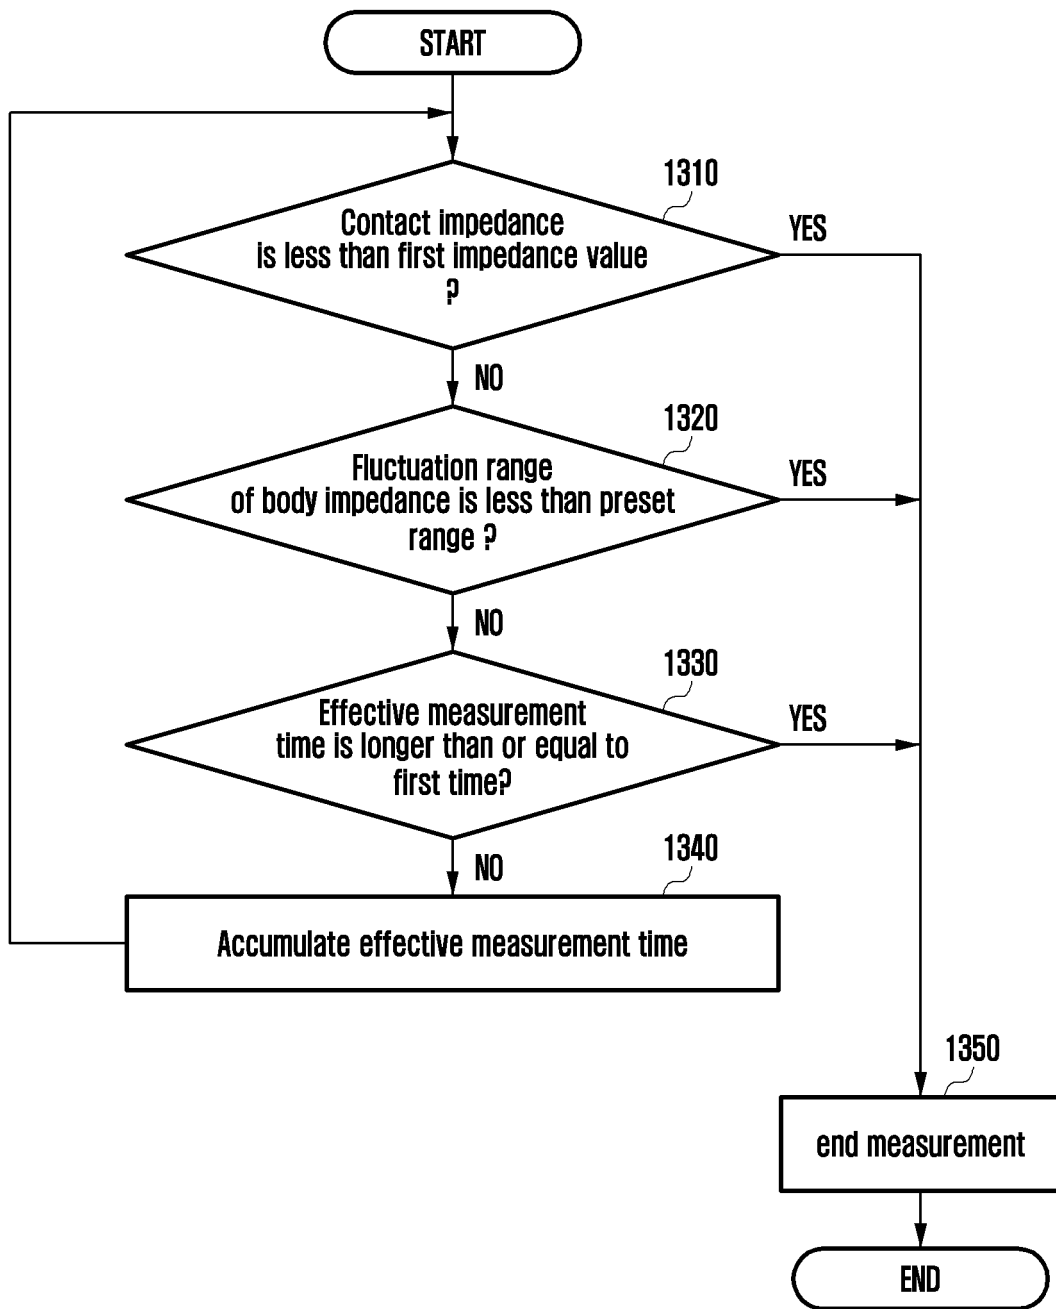 START
1310
Contact impedance
is less than first impedance value
?
YES
NO
1320
Fluctuation range
of body impedance is less than preset
range ?
YES
NO
1330
Effective measurement
time is longer than or equal to
first time?
YES
NO
1340
Accumulate effective measurement time
1350
end measurement
END